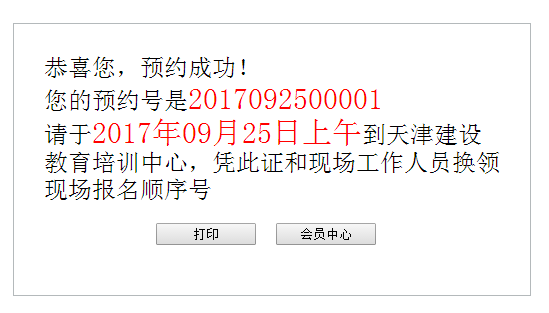 恭喜您，预约成功！
您的预约号是2017092500001
请于2017年09月25日上午到天津建设
教育培训中心，凭此证和现场工作人员换领
现场报名顺序号
打印 会员中心